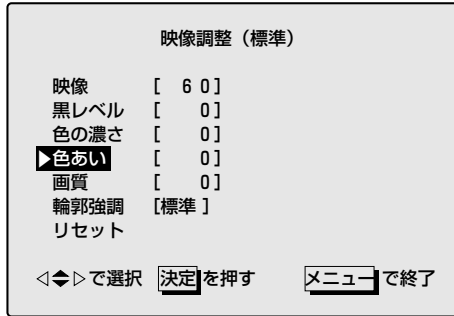 映像調整（標準）
映像 [ 60]
黒レベル [ 0]
色の濃さ [ 0]
▶色あい [ 0]
画質 [ 0]
輪郭強調 [標準 ]
リセット
◁◆▷で選択 決定を押す メニューで終了